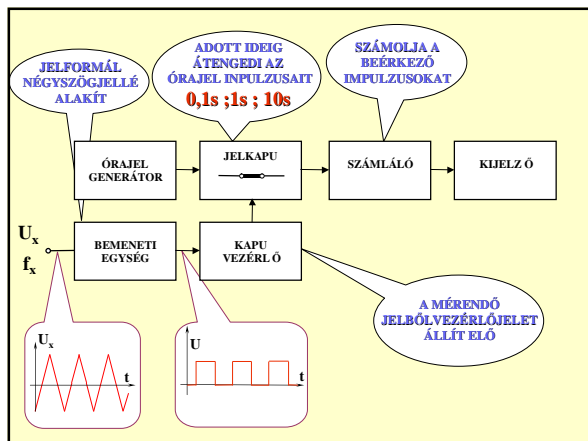 JELFORMÁL
NÉGYSZÖGJELLÉ
ALAKÍT
ADOTT IDEIG
ÁTENGEDI AZ
ÓRAJEL INPULZUSAIT
0,1s ;1s ; 10s
SZÁMOLJA A
BEÉRKEZŐ
IMPULZUSOKAT
ÓRAJEL
GENERÁTOR
JELKAPU
SZÁMLÁLÓ
KIJELZ Ő
Ux
fx
BEMENETI
EGYSÉG
KAPU
VEZÉRL Ő
A MÉRENDŐ
JELBŐLVEZÉRLŐJELET
ÁLLÍT ELŐ
Ux
t
U
t